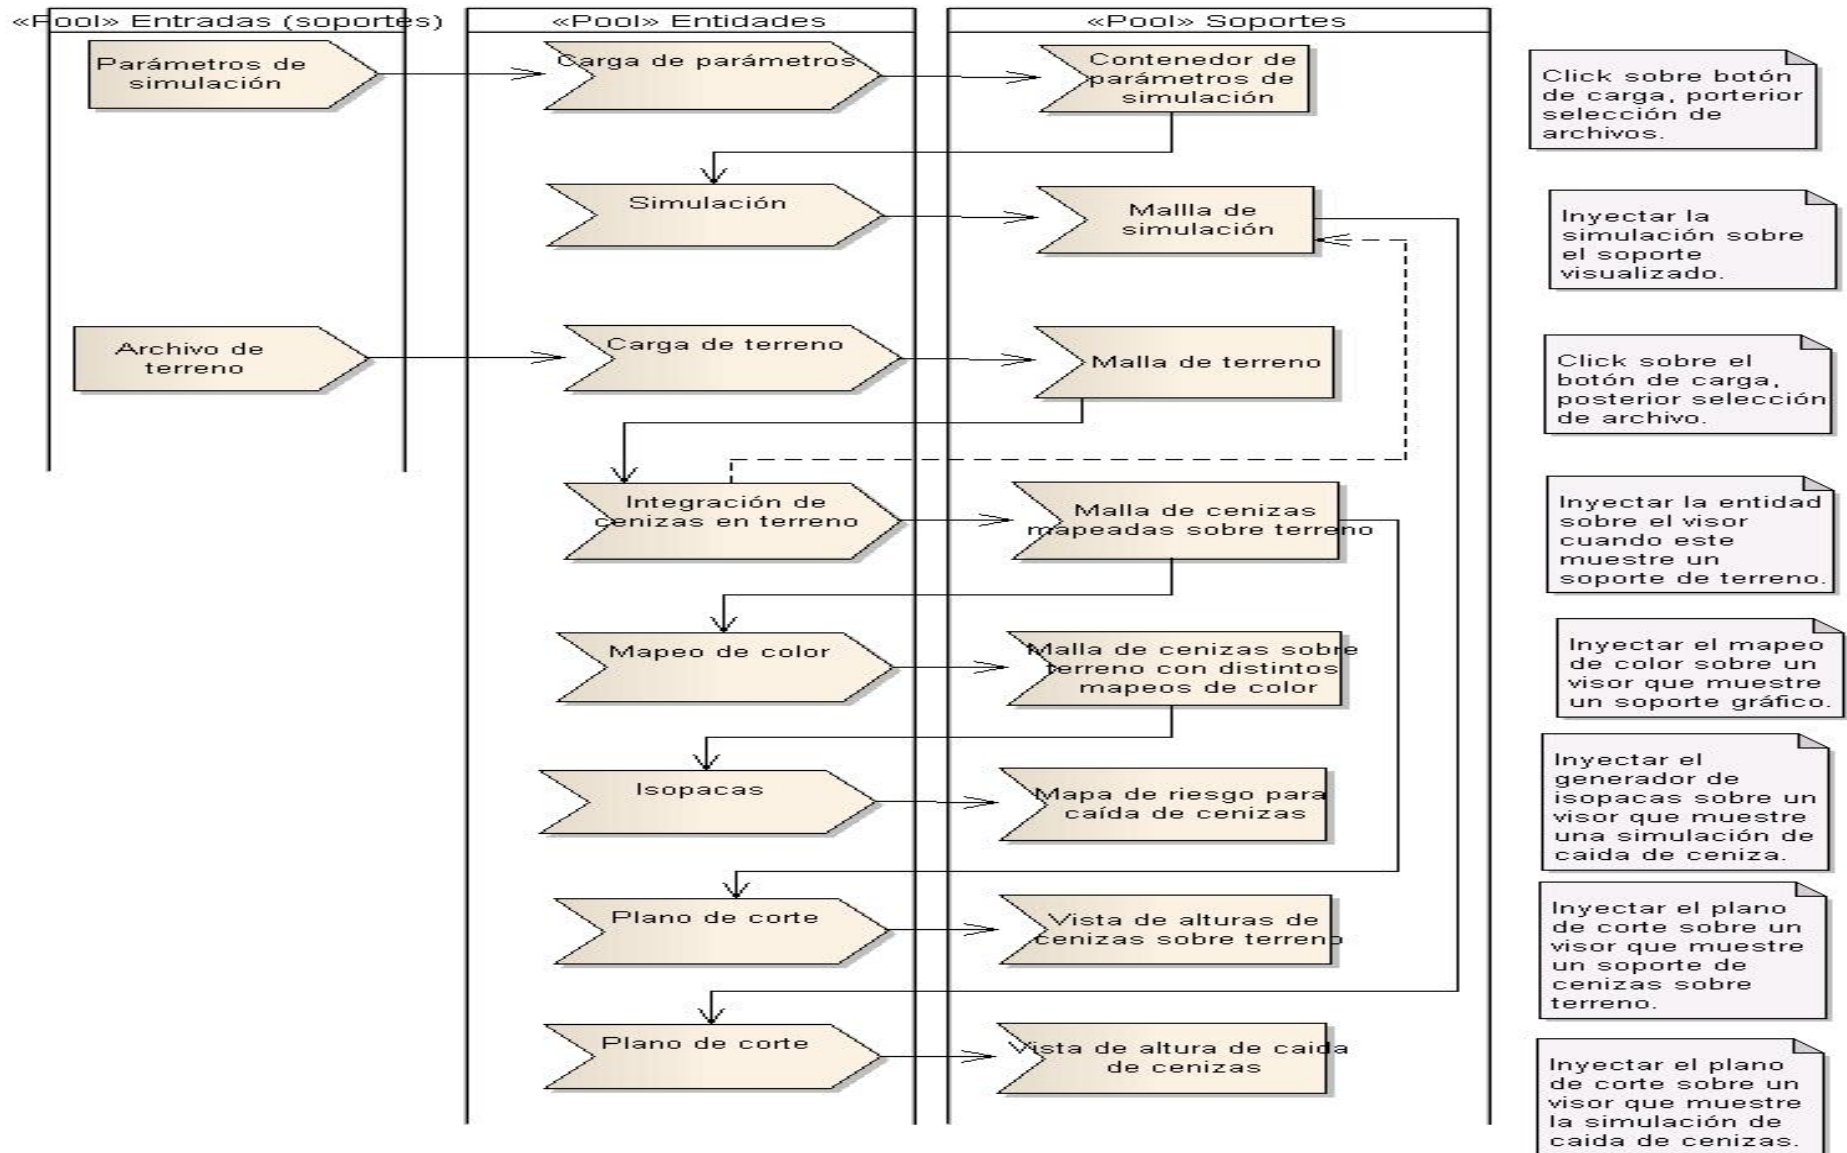 «Pool» Entradas (soportes)
«Pool» Entidades
«Pool» Soportes
Parámetros de
simulación
Carga de parámetros
Contenedor de
parámetros de
simulación
Click sobre botón
de carga, porterior
selección de
archivos.
Simulación
Mallla de
simulación
Inyectar la
simulación sobre
el soporte
visualizado.
Archivo de
terreno
Carga de terreno
Malla de terreno
Click sobre el
botón de carga,
posterior selección
de archivo.
Integración de
cenizas en terreno
Malla de cenizas
mapeadas sobre terreno
Inyectar la entidad
sobre el visor
cuando este
muestre un
soporte de terreno.
Mapeo de color
Malla de cenizas sobre
terreno con distintos
mapeos de color
Inyectar el mapeo
de color sobre un
visor que muestre
un soporte gráfico.
Isopacas
Mapa de riesgo para
caída de cenizas
Inyectar el
generador de
isopacas sobre un
visor que muestre
una simulación de
caida de ceniza.
Plano de corte
Vista de alturas de
cenizas sobre terreno
Inyectar el plano
de corte sobre un
visor que muestre
un soporte de
cenizas sobre
terreno.
Plano de corte
Vista de altura de caida
de cenizas
Inyectar el plano
de corte sobre un
visor que muestre
la simulación de
caida de cenizas.